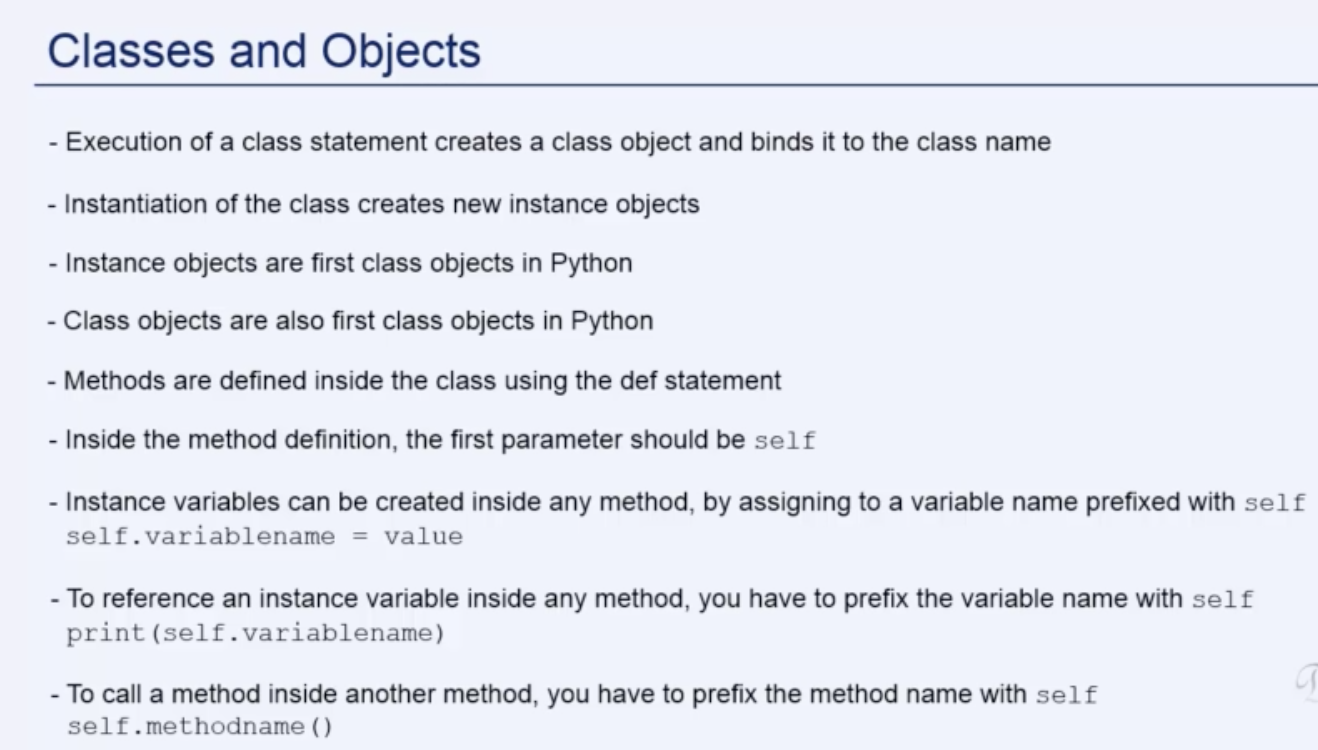 Classes and Objects
- Execution of a class statement creates a class object and binds it to the class name
- Instantiation of the class creates new instance objects
- Instance objects are first class objects in Python
- Class objects are also first class objects in Python
- Methods are defined inside the class using the def statement
- Inside the method definition, the first parameter should be self
- Instance variables can be created inside any method, by assigning to a variable name prefixed with self
self.variablename = value
- To reference an instance variable inside any method, you have to prefix the variable name with self
print(self.variablename)
- To call a method inside another method, you have to prefix the method name with self
self.methodname()